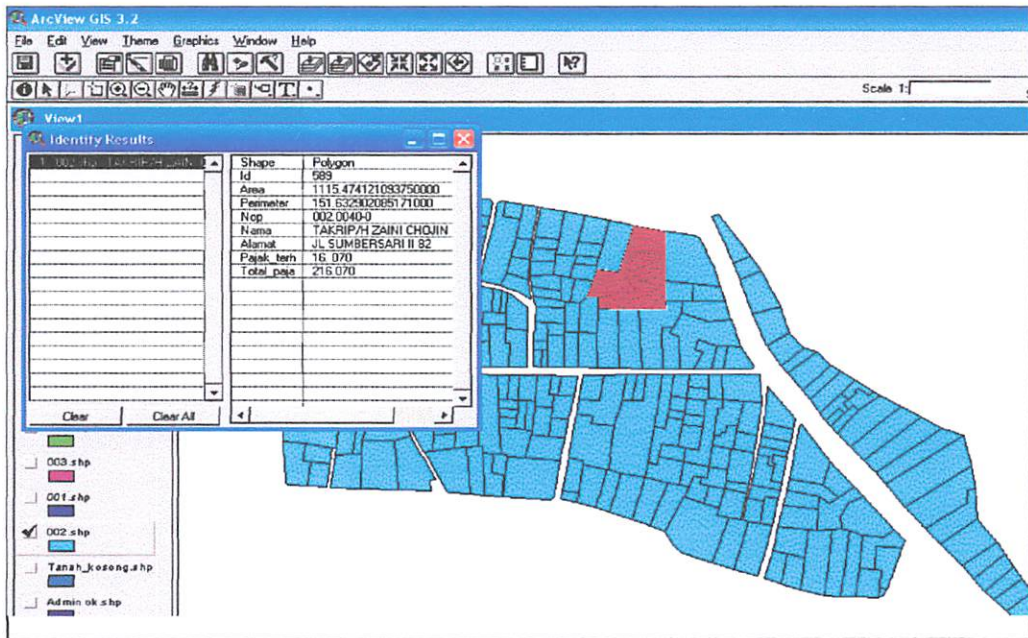 ArcView GIS 3.2
File Edit View Theme Graphics Window Help
Scale 1:
View1
Identify Results
Shape Polygon
Id 589
Area 1115.474121093750000
Perimeter 151.632902085171000
Nop 002.0040-0
Nama TAKRIP/H ZAINI CHOJIN
Alamat JL SUMBERSARI II 82
Pajak_terh 16. 070
Total_paja 216.070
Clear Clear All
003.shp
001.shp
002.shp
Tanah_kosong.shp
Admin ok.shp